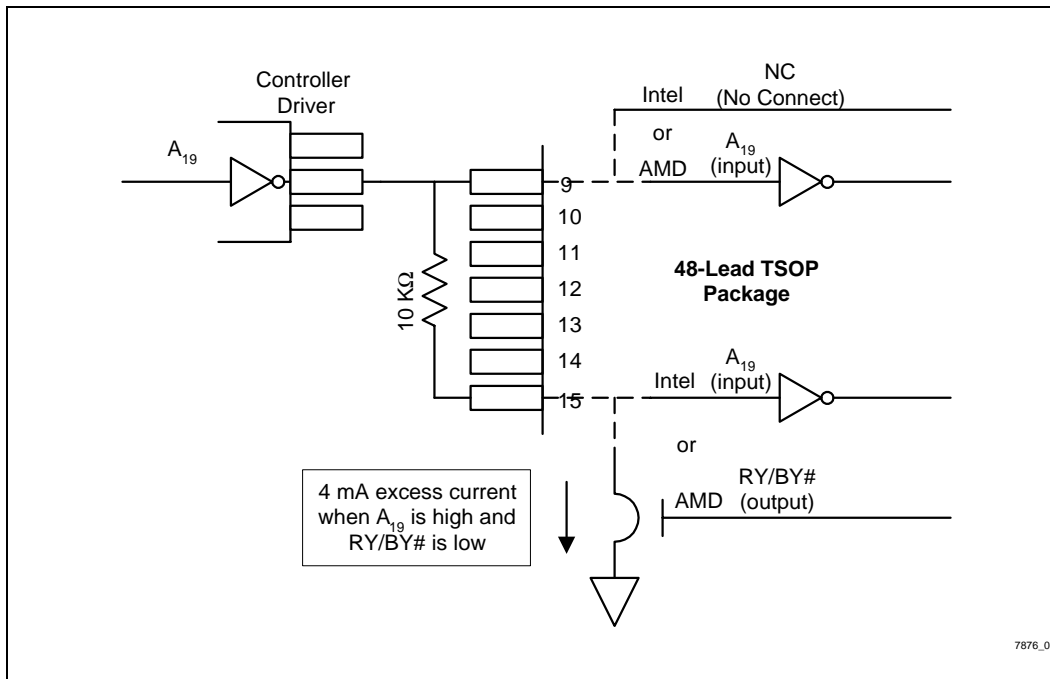 Controller
Driver
A19
10 KΩ
9
10
11
12
13
14
15
NC
Intel (No Connect)
or
A19
AMD (input)
48-Lead TSOP
Package
A19
Intel (input)
or
RY/BY#
AMD (output)
4 mA excess current
when A19 is high and
RY/BY# is low
7876_0